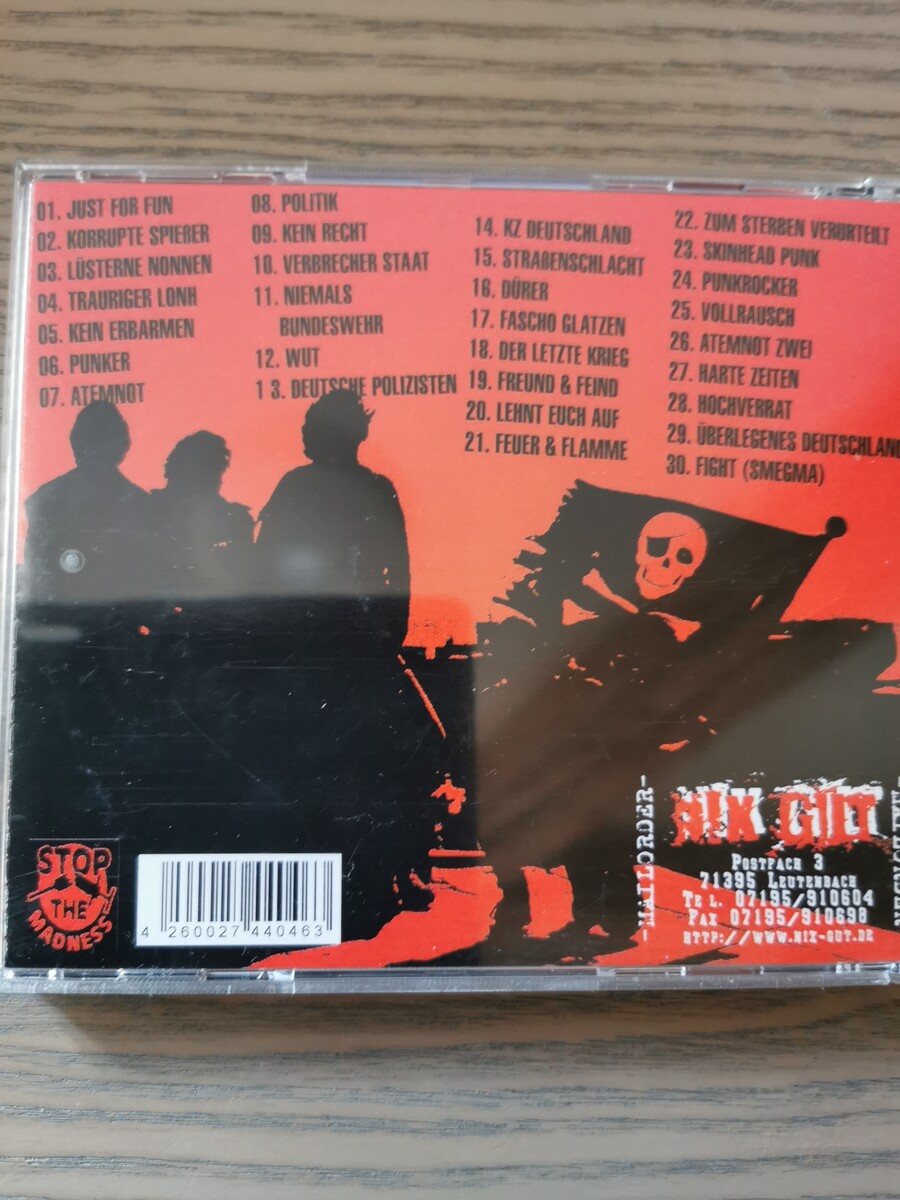 01. JUST FOR FUN
02. KORRUPTE SPIEßER
03. LÜSTERNE NONNEN
04. TRAURIGER LONH
05. KEIN ERBARMEN
06. PUNKER
07. ATEMNOT
08. POLITIK
09. KEIN RECHT
10. VERBRECHER STAAT
11. NIEMALS
BUNDESWEHR
12. WUT
1 3. DEUTSCHE POLIZISTEN
14. KZ DEUTSCHLAND
15. STRAßENSCHLACHT
16. DÜRER
17. FASCHO GLATZEN
18. DER LETZTE KRIEG
19. FREUND & FEIND
20. LEHNT EUCH AUF
21. FEUER & FLAMME
22. ZUM STERBEN VERURTEILT
23. SKINHEAD PUNK
24. PUNKROCKER
25. VOLLRAUSCH
26. ATEMNOT ZWEI
27. HARTE ZEITEN
28. HOCHVERRAT
29. ÜBERLEGENES DEUTSCHLAND
30. FIGHT (SMEGMA)
STOP
THE
MADNESS
4 260027 440463
-MAILORDER-
NIX GUT
POSTFACH 3
71395 LEUTENBACH
TEL. 07195/910604
FAX 07195/910698
HTTP://WWW.NIX-GUT.DE